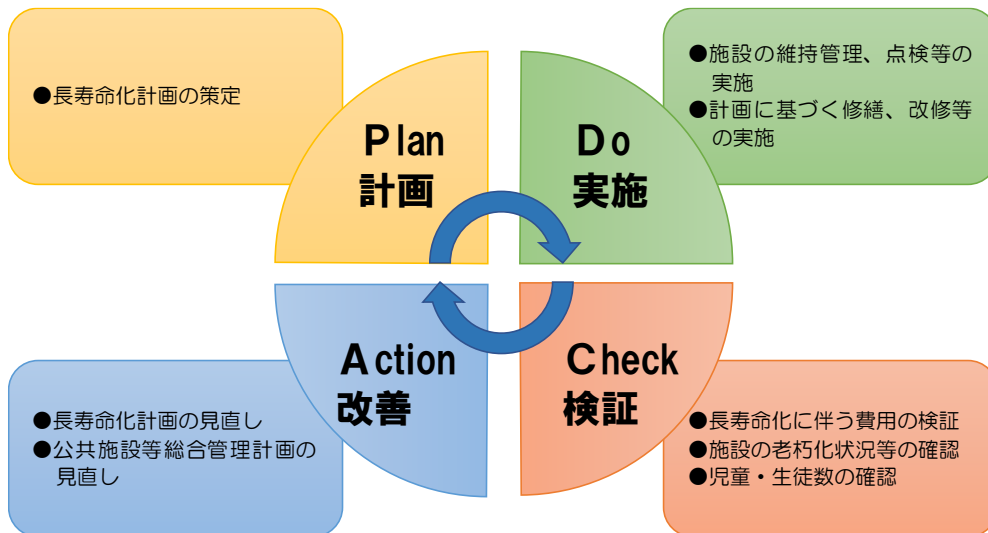 ●長寿命化計画の策定
Plan
計画
●施設の維持管理、点検等の
実施
●計画に基づく修繕、改修等
の実施
Do
実施
Action
改善
●長寿命化計画の見直し
●公共施設等総合管理計画の
見直し
Check
検証
●長寿命化に伴う費用の検証
●施設の老朽化状況等の確認
●児童・生徒数の確認